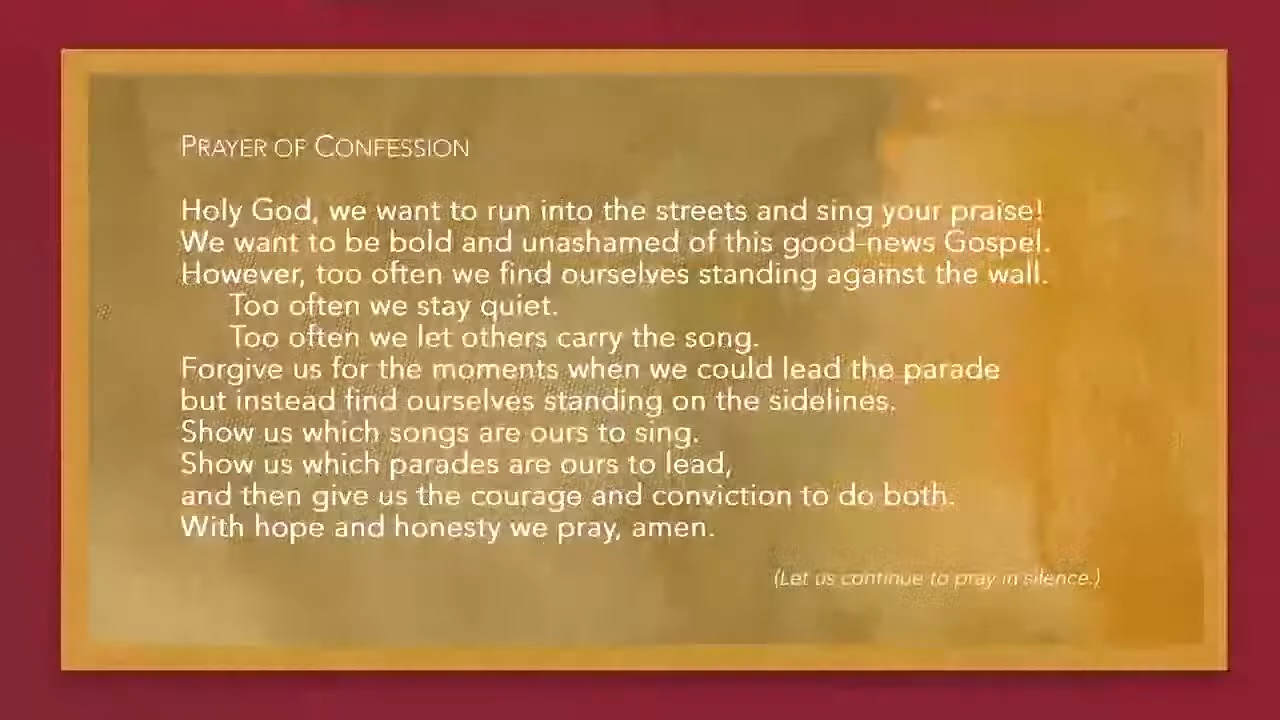 PRAYER OF CONFESSION
Holy God, we want to run into the streets and sing your praise!
We want to be bold and unashamed of this good-news Gospel.
However, too often we find ourselves standing against the wall.
Too often we stay quiet.
Too often we let others carry the song.
Forgive us for the moments when we could lead the parade
but instead find ourselves standing on the sidelines.
Show us which songs are ours to sing.
Show us which parades are ours to lead,
and then give us the courage and conviction to do both.
With hope and honesty we pray, amen.
(Let us continue to pray in silence.)